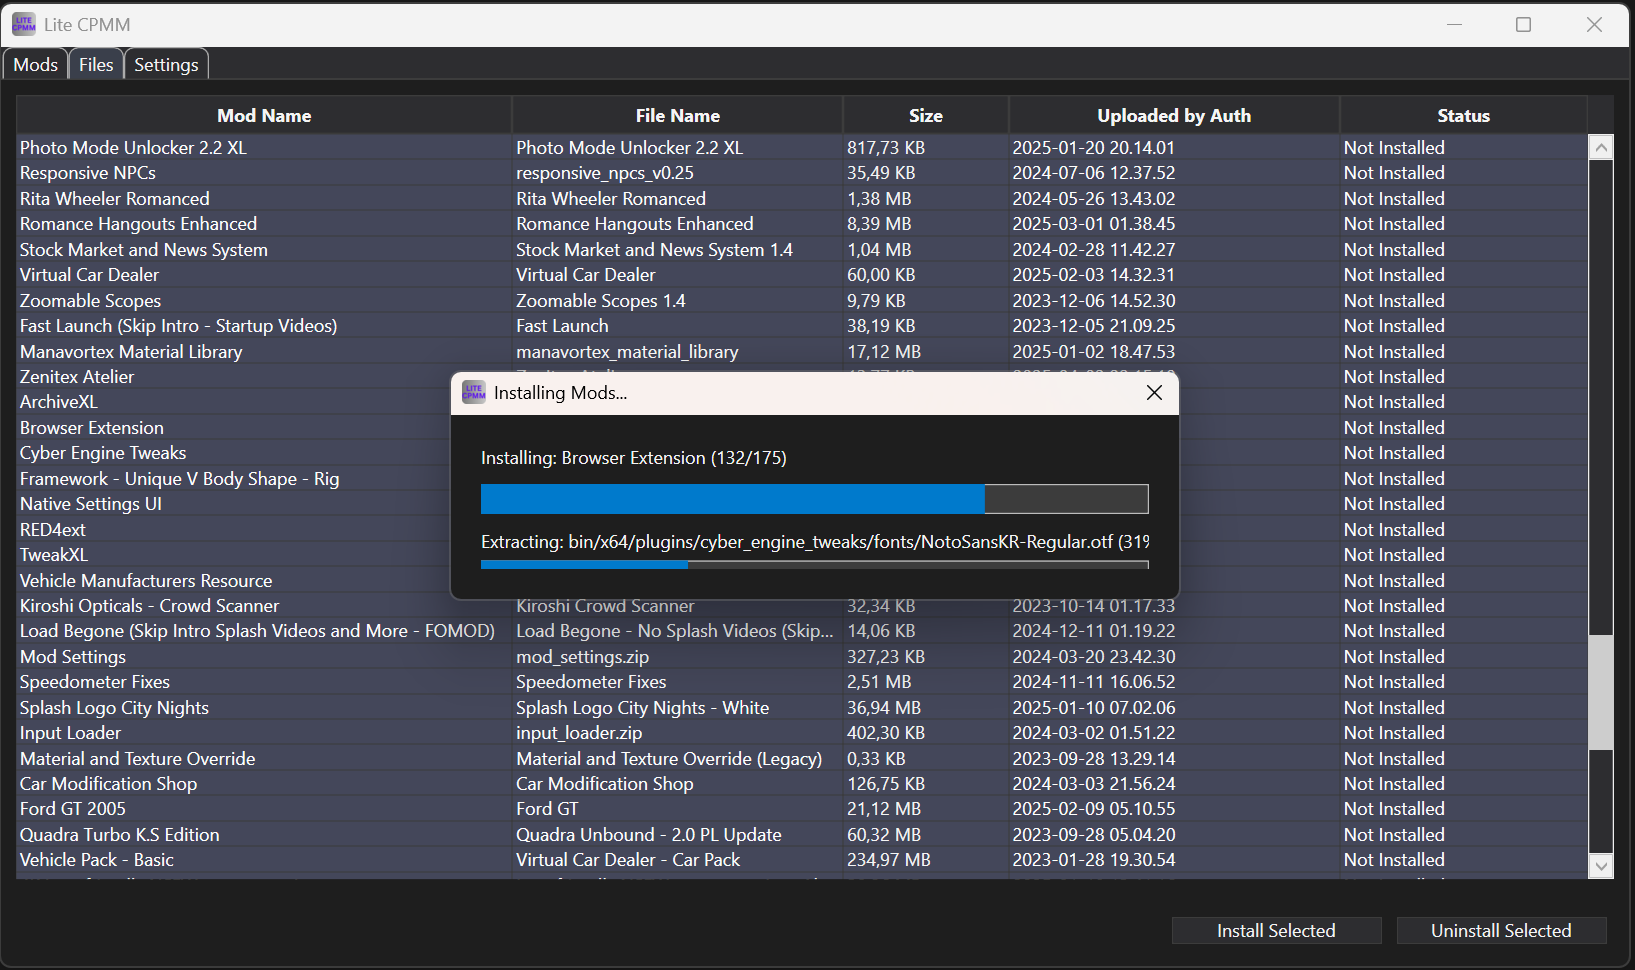 LITE CPMM Lite CPMM
Mods Files Settings
Mod Name File Name Size Uploaded by Auth Status
Photo Mode Unlocker 2.2 XL Photo Mode Unlocker 2.2 XL 817,73 KB 2025-01-20 20.14.01 Not Installed
Responsive NPCs responsive_npcs_v0.25 35,49 KB 2024-07-06 12.37.52 Not Installed
Rita Wheeler Romanced Rita Wheeler Romanced 1,38 MB 2024-05-26 13.43.02 Not Installed
Romance Hangouts Enhanced Romance Hangouts Enhanced 8,39 MB 2025-03-01 01.38.45 Not Installed
Stock Market and News System Stock Market and News System 1.4 1,04 MB 2024-02-28 11.42.27 Not Installed
Virtual Car Dealer Virtual Car Dealer 60,00 KB 2025-02-03 14.32.31 Not Installed
Zoomable Scopes Zoomable Scopes 1.4 9,79 KB 2023-12-06 14.52.30 Not Installed
Fast Launch (Skip Intro - Startup Videos) Fast Launch 38,19 KB 2023-12-05 21.09.25 Not Installed
Manavortex Material Library manavortex_material_library 17,12 MB 2025-01-02 18.47.53 Not Installed
Zenitex Atelier Not Installed
ArchiveXL Not Installed
Browser Extension Not Installed
Cyber Engine Tweaks Not Installed
Framework - Unique V Body Shape - Rig Not Installed
Native Settings UI Not Installed
RED4ext Not Installed
TweakXL Not Installed
Vehicle Manufacturers Resource Not Installed
Kiroshi Opticals - Crowd Scanner Kiroshi Crowd Scanner 32,34 KB 2023-10-14 01.17.33 Not Installed
Load Begone (Skip Intro Splash Videos and More - FOMOD) Load Begone - No Splash Videos (Skip... 14,06 KB 2024-12-11 01.19.22 Not Installed
Mod Settings mod_settings.zip 327,23 KB 2024-03-20 23.42.30 Not Installed
Speedometer Fixes Speedometer Fixes 2,51 MB 2024-11-11 16.06.52 Not Installed
Splash Logo City Nights Splash Logo City Nights - White 36,94 MB 2025-01-10 07.02.06 Not Installed
Input Loader input_loader.zip 402,30 KB 2024-03-02 01.51.22 Not Installed
Material and Texture Override Material and Texture Override (Legacy) 0,33 KB 2023-09-28 13.29.14 Not Installed
Car Modification Shop Car Modification Shop 126,75 KB 2024-03-03 21.56.24 Not Installed
Ford GT 2005 Ford GT 21,12 MB 2025-02-09 05.10.55 Not Installed
Quadra Turbo K.S Edition Quadra Unbound - 2.0 PL Update 60,32 MB 2023-09-28 05.04.20 Not Installed
Vehicle Pack - Basic Virtual Car Dealer - Car Pack 234,97 MB 2023-01-28 19.30.54 Not Installed
LITE CPMM Installing Mods...
Installing: Browser Extension (132/175)
Extracting: bin/x64/plugins/cyber_engine_tweaks/fonts/NotoSansKR-Regular.otf (31%
Install Selected Uninstall Selected